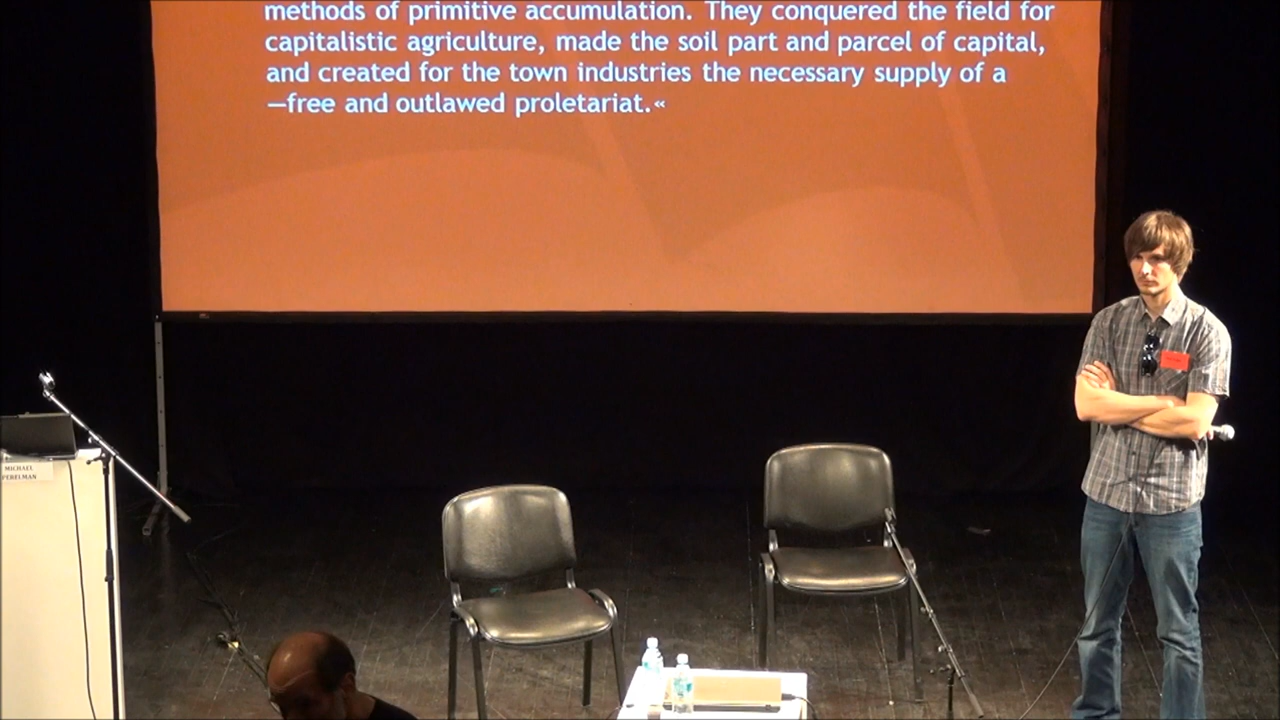 methods of primitive accumulation. They conquered the field for
capitalistic agriculture, made the soil part and parcel of capital,
and created for the town industries the necessary supply of a
—free and outlawed proletariat.«
MICHAEL
PERELMAN